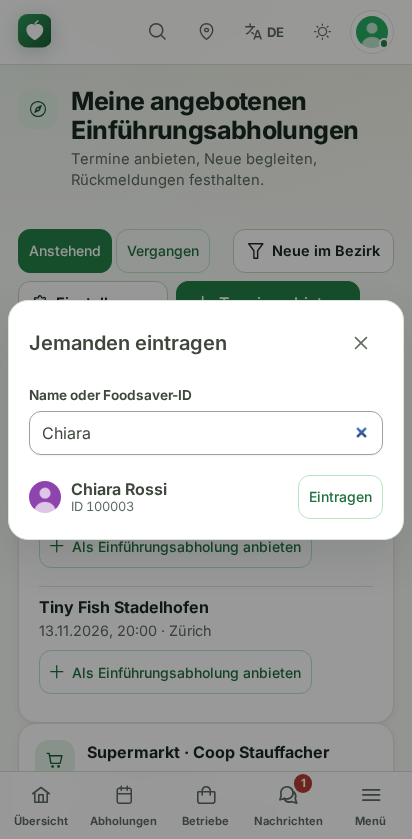 DE
Meine angebotenen
Einführungsabholungen
Termine anbieten, Neue begleiten,
Rückmeldungen festhalten.
Anstehend
Vergangen
Neue im Bezirk
Jemanden eintragen
Name oder Foodsaver-ID
Chiara
Chiara Rossi
ID 100003
Eintragen
Als Einführungsabholung anbieten
Tiny Fish Stadelhofen
13.11.2026, 20:00 · Zürich
Als Einführungsabholung anbieten
Supermarkt · Coop Stauffacher
1
Übersicht
Abholungen
Betriebe
Nachrichten
Menü